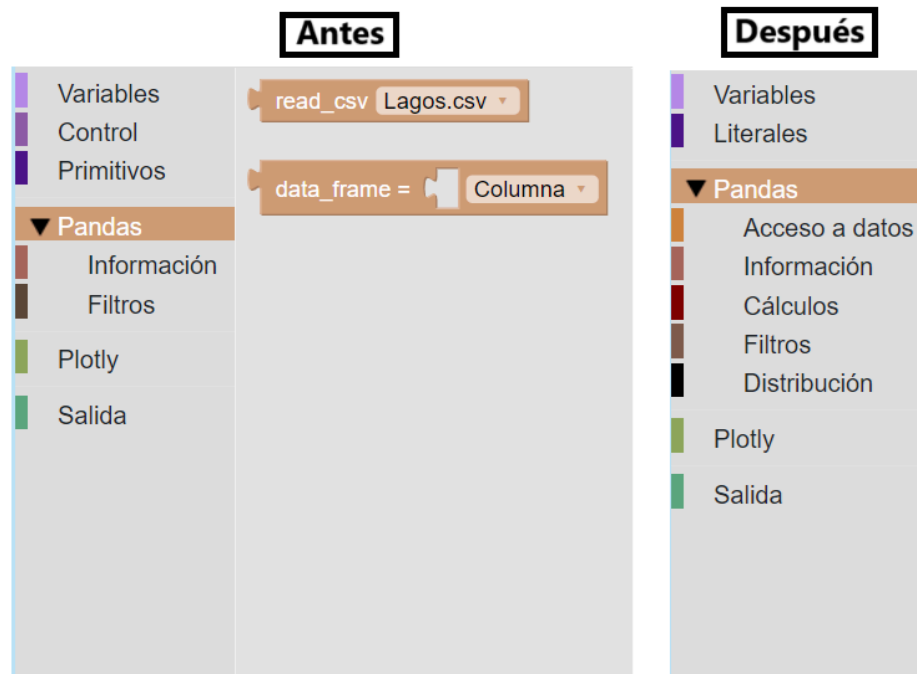 Antes
Variables
Control
Primitivos
Pandas
Información
Filtros
Plotly
Salida
read_csv Lagos.csv
data_frame = Columna
Después
Variables
Literales
Pandas
Acceso a datos
Información
Cálculos
Filtros
Distribución
Plotly
Salida